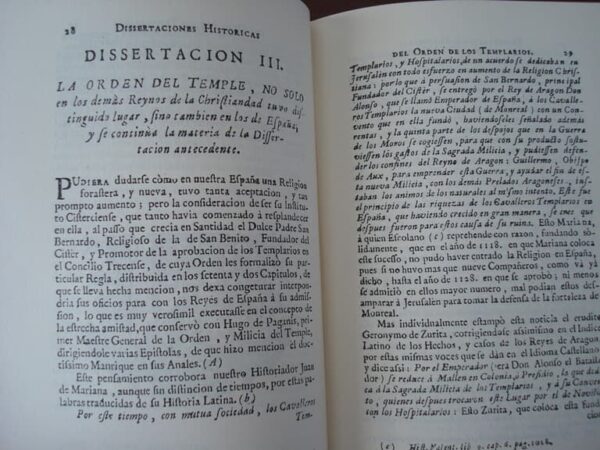 28 DISSERTACIONES HISTORICAS
DISSERTACION III.
LA ORDEN DEL TEMPLE, NO SOLO
en los demàs Reynos de la Christiandad tuvo dis-
tinguido lugar, sino tambien en los de España,
y se continúa la materia de la Disser-
tacion antecedente.
PUDIERA dudarse como en nuestra España una Religion
forastera, y nueva, tuvo tanta aceptacion, y tan
prompto aumento; pero la consideracion de ser su Instituto
Cisterciense, que tanto havia comenzado à resplandecer
en ella, al passo que crecia en Santidad el Dulce Padre San
Bernardo, Religioso de la de San Benito, Fundador del
Cistèr, y Promotor de la aprobacion de los Templarios en
el Concilio Trecense, de cuya Orden les formalizò su par-
ticular Regla, distribuida en los setenta y dos Capitulos, de
que se lleva hecha mencion, nos dexa congeturar interpon-
dria sus oficios para con los Reyes de España à su admis-
sion, lo que es muy verosimil executasse en el concepto de
la estrecha amistad, que conservò con Hugo de Paganis, pri-
mer Maestre General de la Orden, y Milicia del Temple,
dirigiendole varias Epistolas, de que hizo mencion el doc-
tissimo Manrique en sus Anales. (A)
Este pensamiento corrobora nuestro Historiador Juan
de Mariana, aunque sin distincion de tiempos, por estas pa-
labras traducidas de su Historia Latina. (b)
Por este tiempo, con mutua sociedad, los Cavalleros
Tem-
DEL ORDEN DE LOS TEMPLARIOS. 29
Templarios, y Hospitalarios, de un acuerdo se dedicaban en
Jerusalìn con todo esfuerzo en aumento de la Religion Chris-
tiana; por lo que à persuasion de San Bernardo, primer
Fundador del Cistèr, se entregò por el Rey de Aragon Don
Alonso, que se llamò Emperador de España, à los Cavalle-
ros Templarios la nueva Ciudad (de Monreal) con un Con-
vento que en ella fundò, haviendoseles señalado además
rentas, y la quinta parte de los despojos que en la Guerra
de los Moros se cogiessen, para que con su producto sostu-
viessen los gastos de la Sagrada Milicia, y pudiessen defen-
der los confines del Reyno de Aragon: Guillermo, Obispo
de Aux, para emprender esta Guerra, y ayudar el fin de es-
ta nueva Milicia, con los demàs Prelados Aragoneses, inci-
taban los animos de los naturales al mismo intento. Este fue
el principio de las riquezas de los Cavalleros Templarios en
España, que haviendo crecido en gran manera, se cree que
despues fueron estas causa de su ruina. Esto Mariana, à
quien Escolano (c) reprehende con razon, fundando só-
lidamente, que en el año de 1118. en que Mariana coloca
este sucesso, no pudo haver entrado la Religion en España,
pues si no huvo mas que nueve Compañeros, como và ya
dicho, hasta el año de 1128. en que se aprobò; ni menos
se admitiò en ellos mayor numero, mal podian estos desam-
parar à Jerusalen para tomar la defensa de la fortaleza de
Monreal.
Mas individualmente estampò esta noticia el erudito
Geronymo de Zurita, corrigiendose asimismo en el Indice
Latino de los Hechos, y casos de los Reyes de Aragon
por estas mismas voces que se dàn en el Idioma Castellano:
Por el Emperador (era Don Alonso el Batallador)
se reduce à Mallen en Colonia, ò Presidio, la que dà à
la Sagrada Milicia de los Templarios, y à su Convento,
quienes despues trocaron este Lugar por el de Novillas
con los Hospitalarios: Esto Zurita, que coloca esta fun-
(c) Hist. Valent. lib.